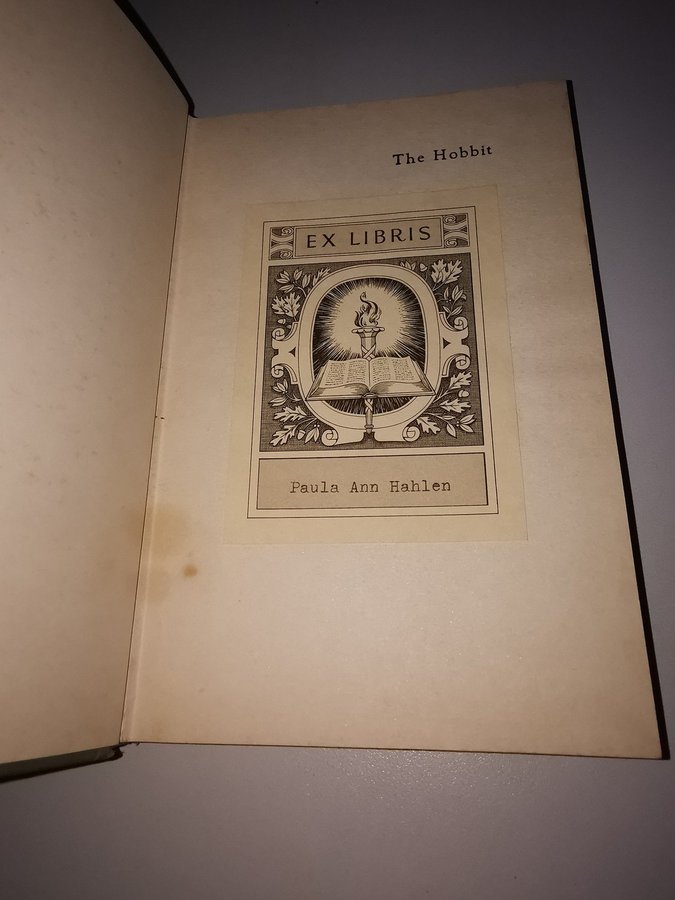 The Hobbit
EX LIBRIS
Paula Ann Hahlen